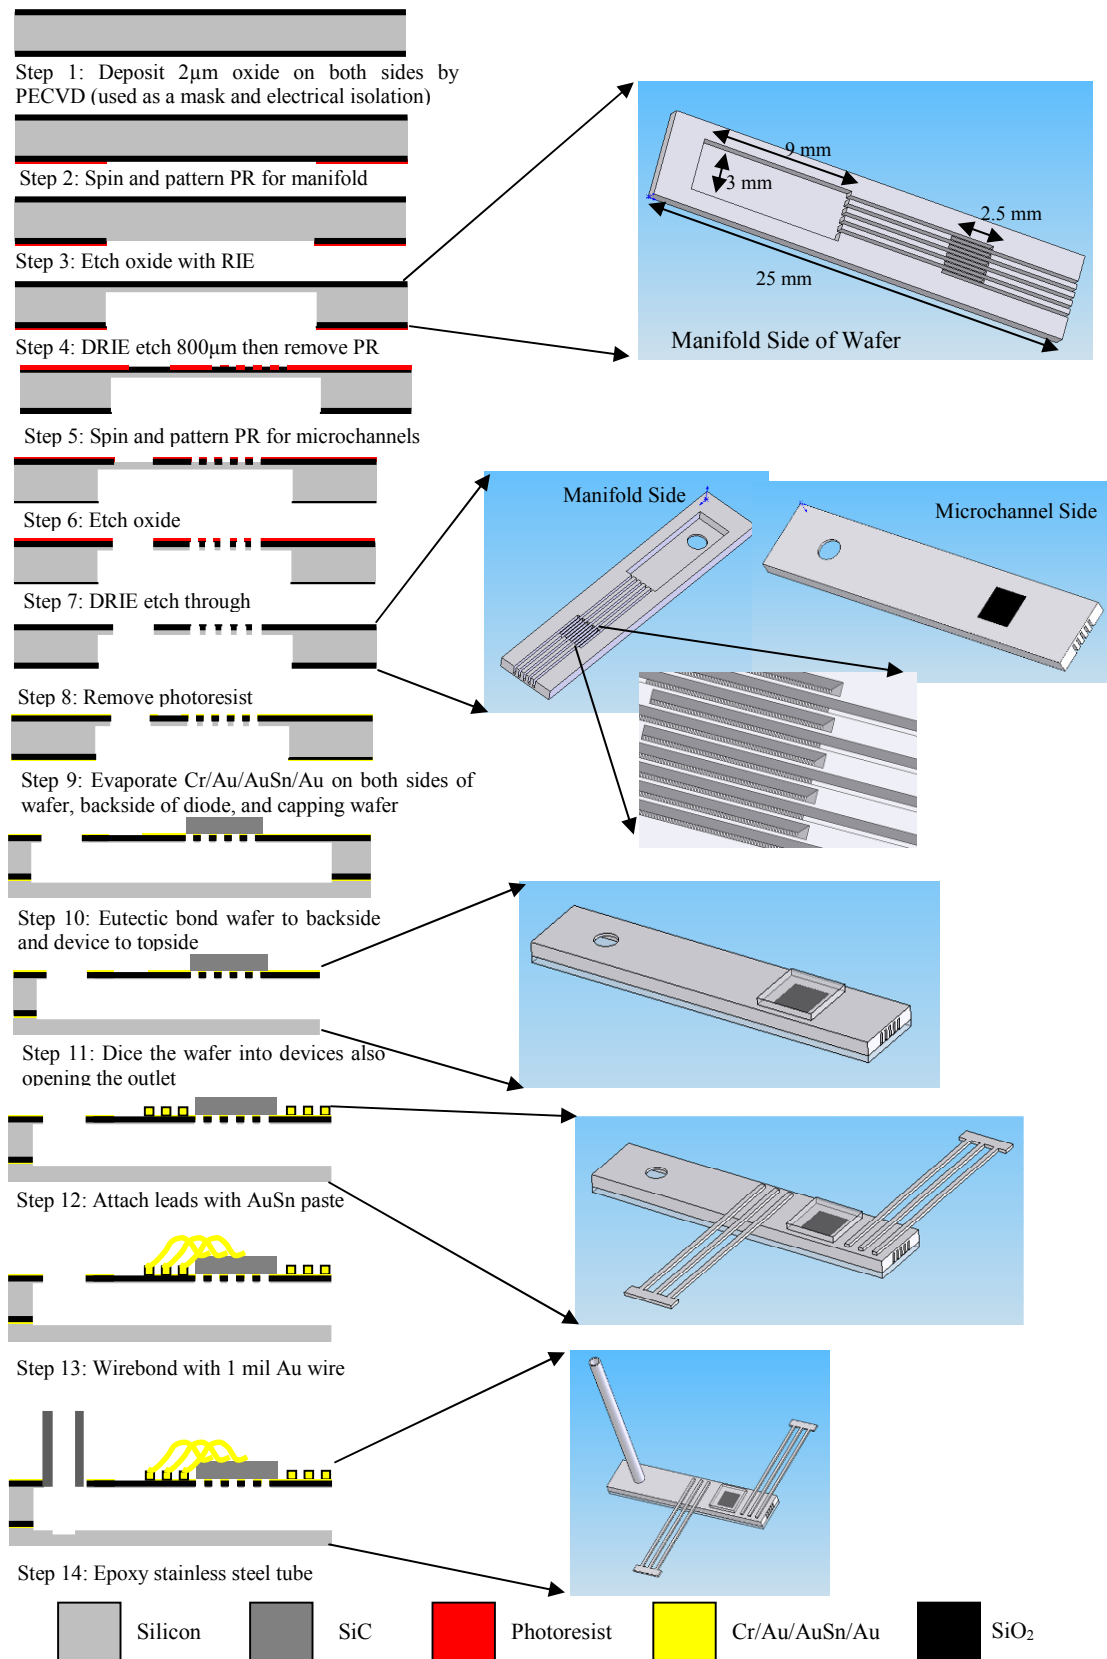 Step 1: Deposit 2µm oxide on both sides by
PECVD (used as a mask and electrical isolation)
Step 2: Spin and pattern PR for manifold
Step 3: Etch oxide with RIE
Step 4: DRIE etch 800µm then remove PR
9 mm
3 mm
2.5 mm
25 mm
Manifold Side of Wafer
Step 5: Spin and pattern PR for microchannels
Step 6: Etch oxide
Step 7: DRIE etch through
Step 8: Remove photoresist
Manifold Side
Microchannel Side
Step 9: Evaporate Cr/Au/AuSn/Au on both sides of
wafer, backside of diode, and capping wafer
Step 10: Eutectic bond wafer to backside
and device to topside
Step 11: Dice the wafer into devices also
opening the outlet
Step 12: Attach leads with AuSn paste
Step 13: Wirebond with 1 mil Au wire
Step 14: Epoxy stainless steel tube
Silicon
SiC
Photoresist
Cr/Au/AuSn/Au
SiO₂